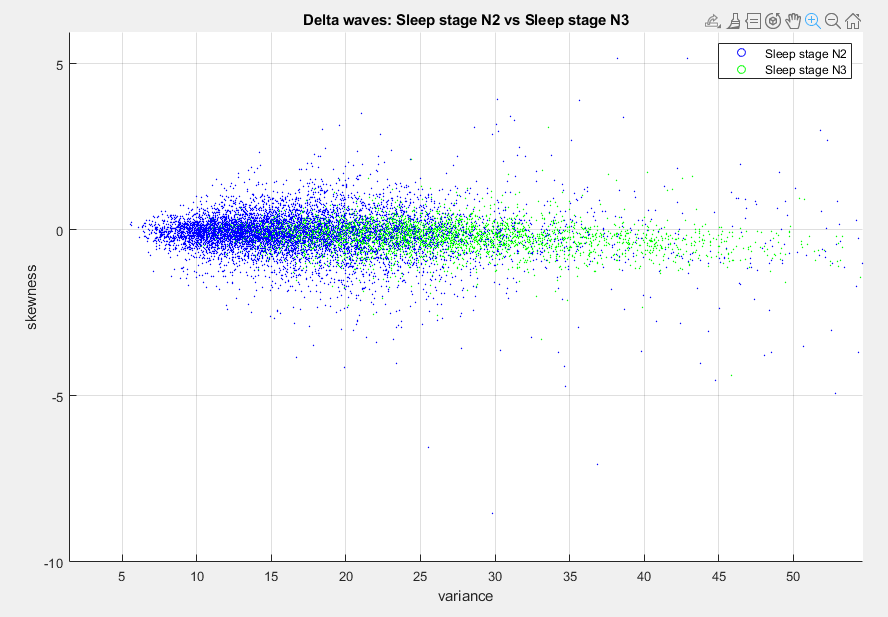 Delta waves: Sleep stage N2 vs Sleep stage N3
Sleep stage N2
Sleep stage N3
5
0
-5
-10
skewness
5 10 15 20 25 30 35 40 45 50
variance